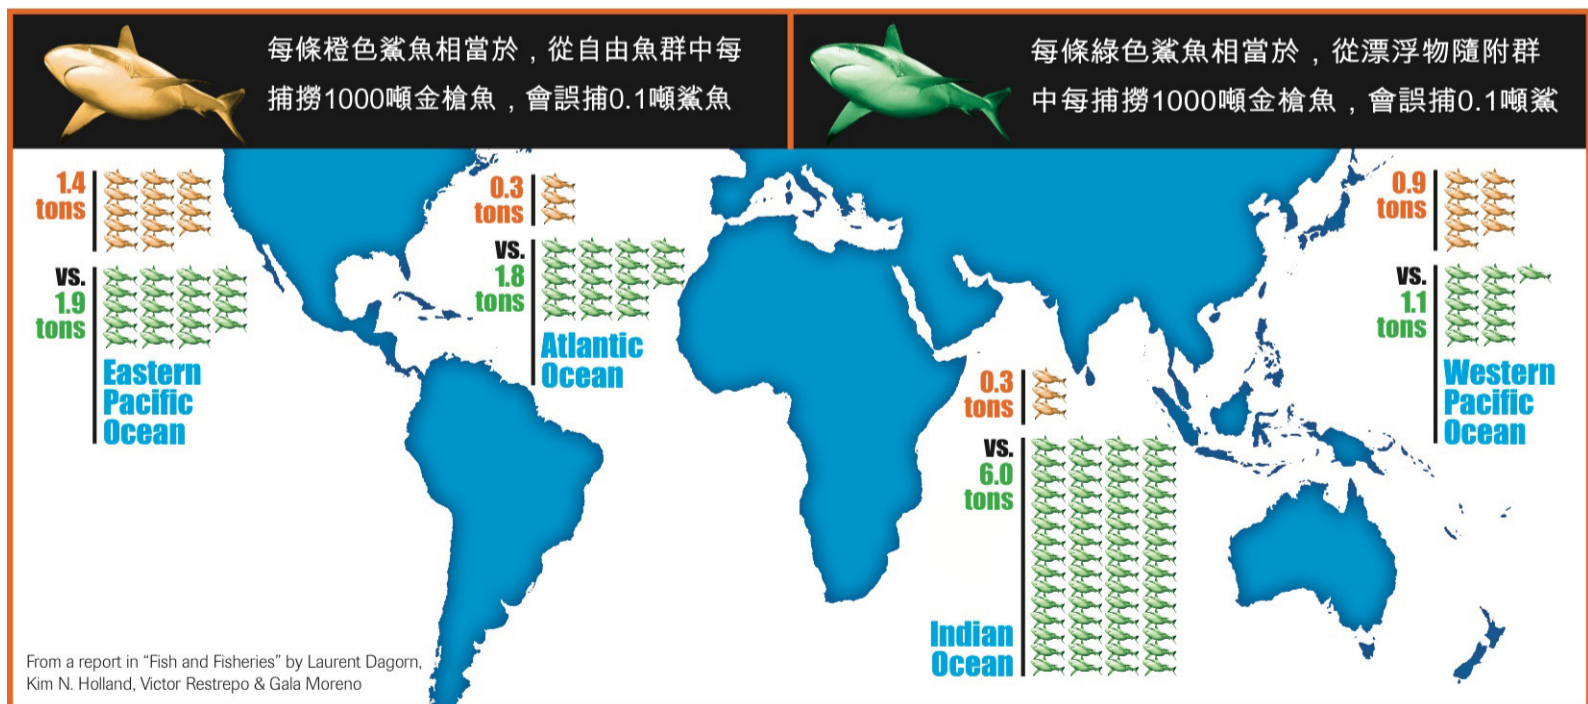 每條橙色鯊魚相當於，從自由魚群中每
捕撈1000噸金槍魚，會誤捕0.1噸鯊魚
每條綠色鯊魚相當於，從漂浮物隨附群
中每捕撈1000噸金槍魚，會誤捕0.1噸鯊
1.4
tons
vs.
1.9
tons
Eastern
Pacific
Ocean
0.3
tons
vs.
1.8
tons
Atlantic
Ocean
0.3
tons
vs.
6.0
tons
Indian
Ocean
0.9
tons
vs.
1.1
tons
Western
Pacific
Ocean
From a report in “Fish and Fisheries” by Laurent Dagorn,
Kim N. Holland, Victor Restrepo & Gala Moreno